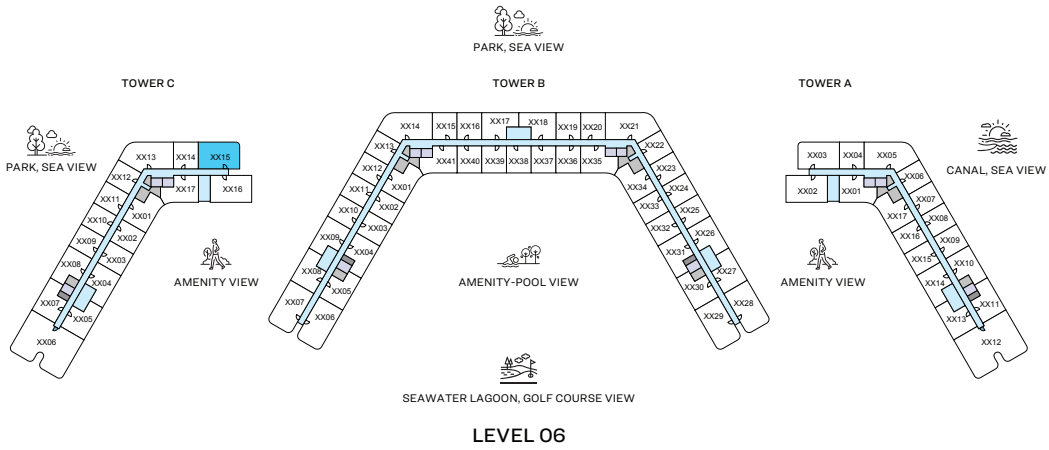 PARK, SEA VIEW
TOWER C
TOWER B
TOWER A
PARK, SEA VIEW
CANAL, SEA VIEW
XX13
XX14
XX15
XX12
XX17
XX16
XX11
XX01
XX10
XX02
XX09
XX03
XX08
XX04
XX07
XX05
XX06
AMENITY VIEW
XX14
XX15
XX16
XX17
XX18
XX19
XX20
XX21
XX13
XX41
XX40
XX39
XX38
XX37
XX36
XX35
XX22
XX12
XX01
XX34
XX23
XX11
XX02
XX33
XX24
XX10
XX03
XX32
XX25
XX09
XX04
XX31
XX26
XX08
XX05
XX30
XX27
XX07
XX06
XX29
XX28
AMENITY-POOL VIEW
XX03
XX04
XX05
XX02
XX01
XX06
XX17
XX07
XX16
XX08
XX15
XX09
XX14
XX10
XX13
XX11
XX12
AMENITY VIEW
SEAWATER LAGOON, GOLF COURSE VIEW
LEVEL 06